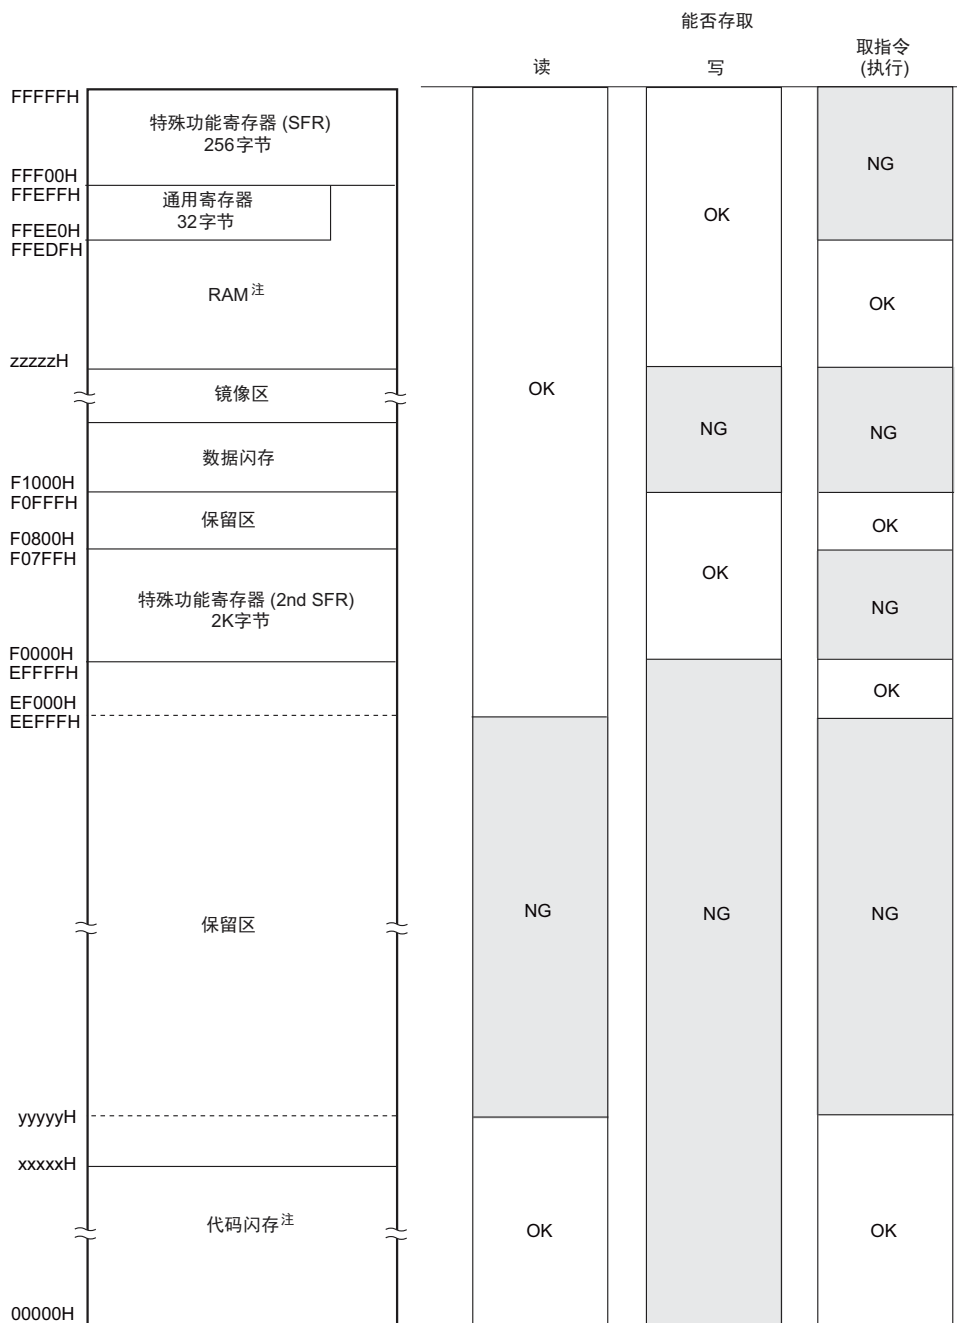 能否存取
读
写
取指令
(执行)
FFFFFH
特殊功能寄存器 (SFR)
256字节
NG
FFF00H
FFEFFH
通用寄存器
32字节
OK
FFEE0H
FFEDFH
RAM注
OK
zzzzzH
镜像区
OK
NG
NG
数据闪存
F1000H
F0FFFH
保留区
OK
F0800H
F07FFH
OK
特殊功能寄存器 (2nd SFR)
2K字节
NG
F0000H
EFFFFH
OK
EF000H
EEFFFH
保留区
NG
NG
NG
yyyyyH
xxxxxH
代码闪存注
OK
OK
00000H